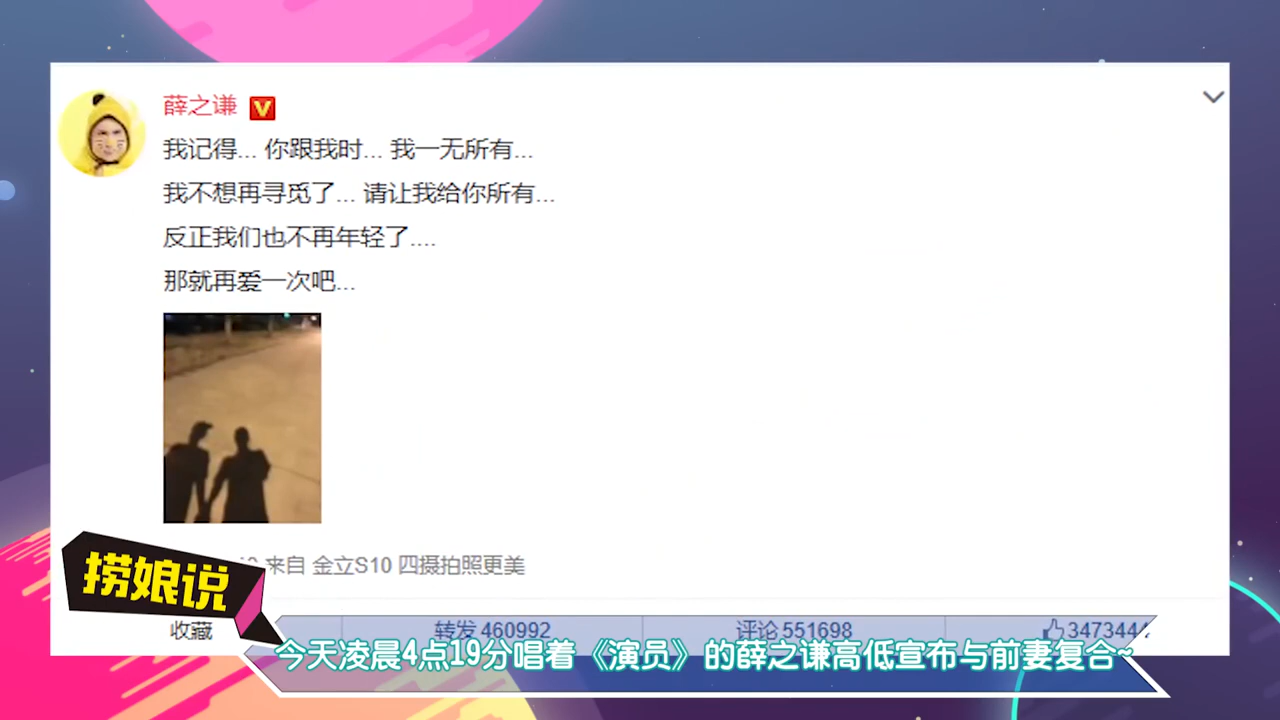 薛之谦
我记得... 你跟我时... 我一无所有...
我不想再寻觅了... 请让我给你所有...
反正我们也不再年轻了....
那就再爱一次吧...
来自 金立S10 四摄拍照更美
捞娘说
收藏 转发 460992 评论 551698 3473444
今天凌晨4点19分唱着《演员》的薛之谦高低宣布与前妻复合~